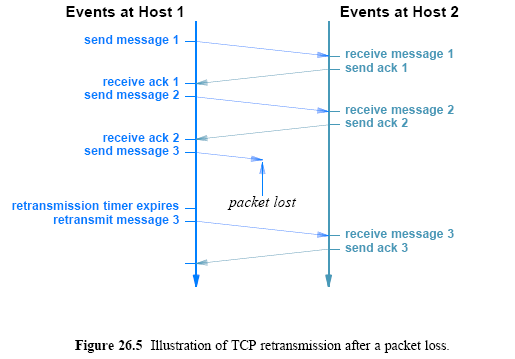 Events at Host 1
Events at Host 2
send message 1
receive message 1
send ack 1
receive ack 1
send message 2
receive message 2
send ack 2
receive ack 2
send message 3
packet lost
retransmission timer expires
retransmit message 3
receive message 3
send ack 3
Figure 26.5 Illustration of TCP retransmission after a packet loss.